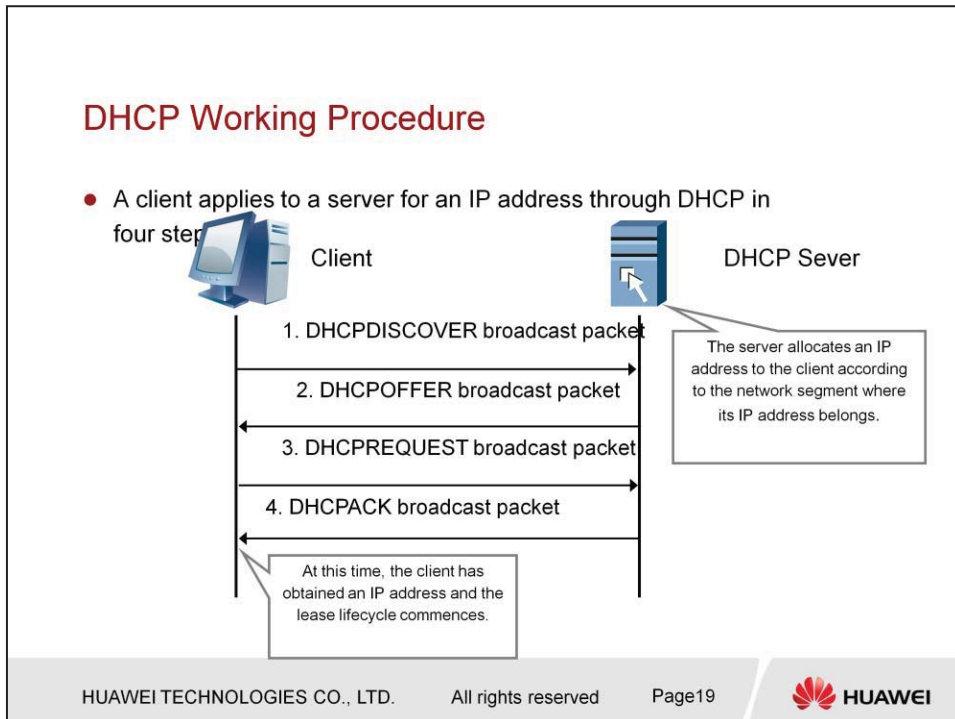 DHCP Working Procedure
● A client applies to a server for an IP address through DHCP in
four step
Client
DHCP Sever
1. DHCPDISCOVER broadcast packet
The server allocates an IP
address to the client according
to the network segment where
its IP address belongs.
2. DHCPOFFER broadcast packet
3. DHCPREQUEST broadcast packet
4. DHCPACK broadcast packet
At this time, the client has
obtained an IP address and the
lease lifecycle commences.
HUAWEI TECHNOLOGIES CO., LTD. All rights reserved Page19 HUAWEI